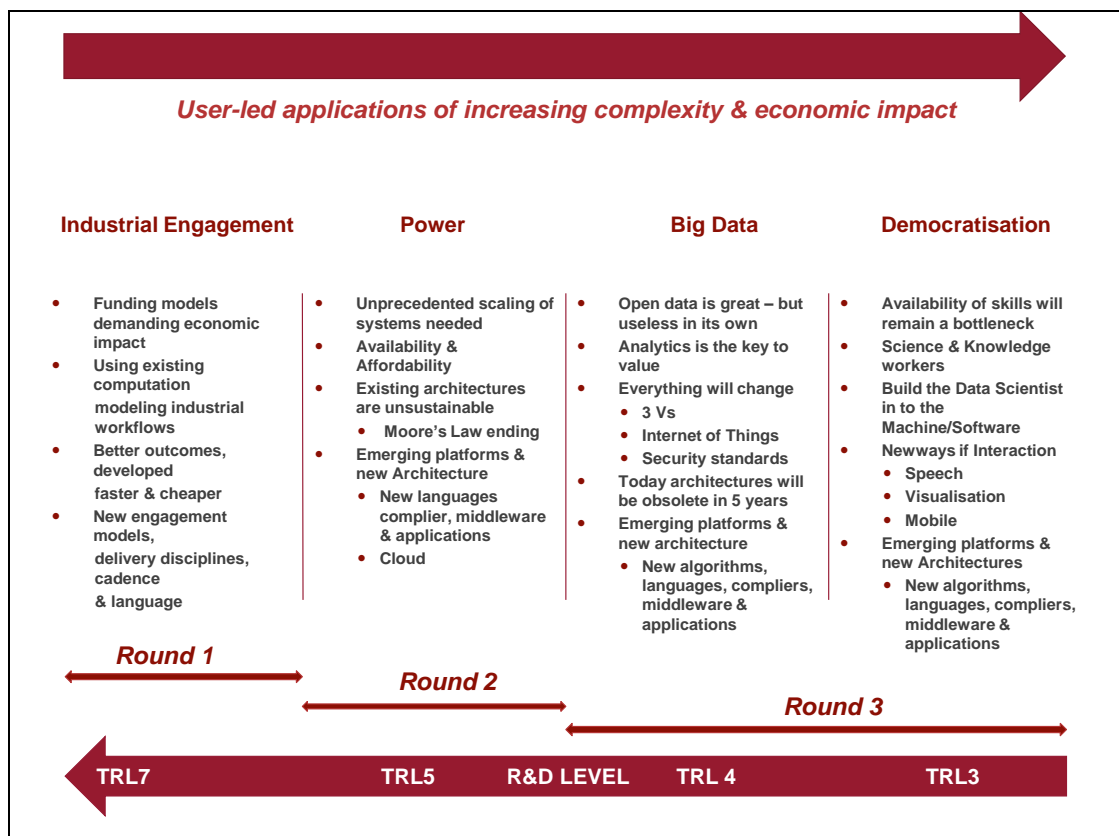 User-led applications of increasing complexity & economic impact
Industrial Engagement
• Funding models
demanding economic
impact
• Using existing
computation
modeling industrial
workflows
• Better outcomes,
developed
faster & cheaper
• New engagement
models,
delivery disciplines,
cadence
& language
Power
• Unprecedented scaling of
systems needed
• Availability &
Affordability
• Existing architectures
are unsustainable
• Moore's Law ending
• Emerging platforms &
new Architecture
• New languages
complier, middleware
& applications
• Cloud
Big Data
• Open data is great – but
useless in its own
• Analytics is the key to
value
• Everything will change
• 3 Vs
• Internet of Things
• Security standards
• Today architectures will
be obsolete in 5 years
• Emerging platforms &
new architecture
• New algorithms,
languages, compliers,
middleware &
applications
Democratisation
• Availability of skills will
remain a bottleneck
• Science & Knowledge
workers
• Build the Data Scientist
in to the
Machine/Software
• Newways if Interaction
• Speech
• Visualisation
• Mobile
• Emerging platforms &
new Architectures
• New algorithms,
languages, compliers,
middleware &
applications
Round 1
Round 2
Round 3
TRL7 TRL5 R&D LEVEL TRL 4 TRL3